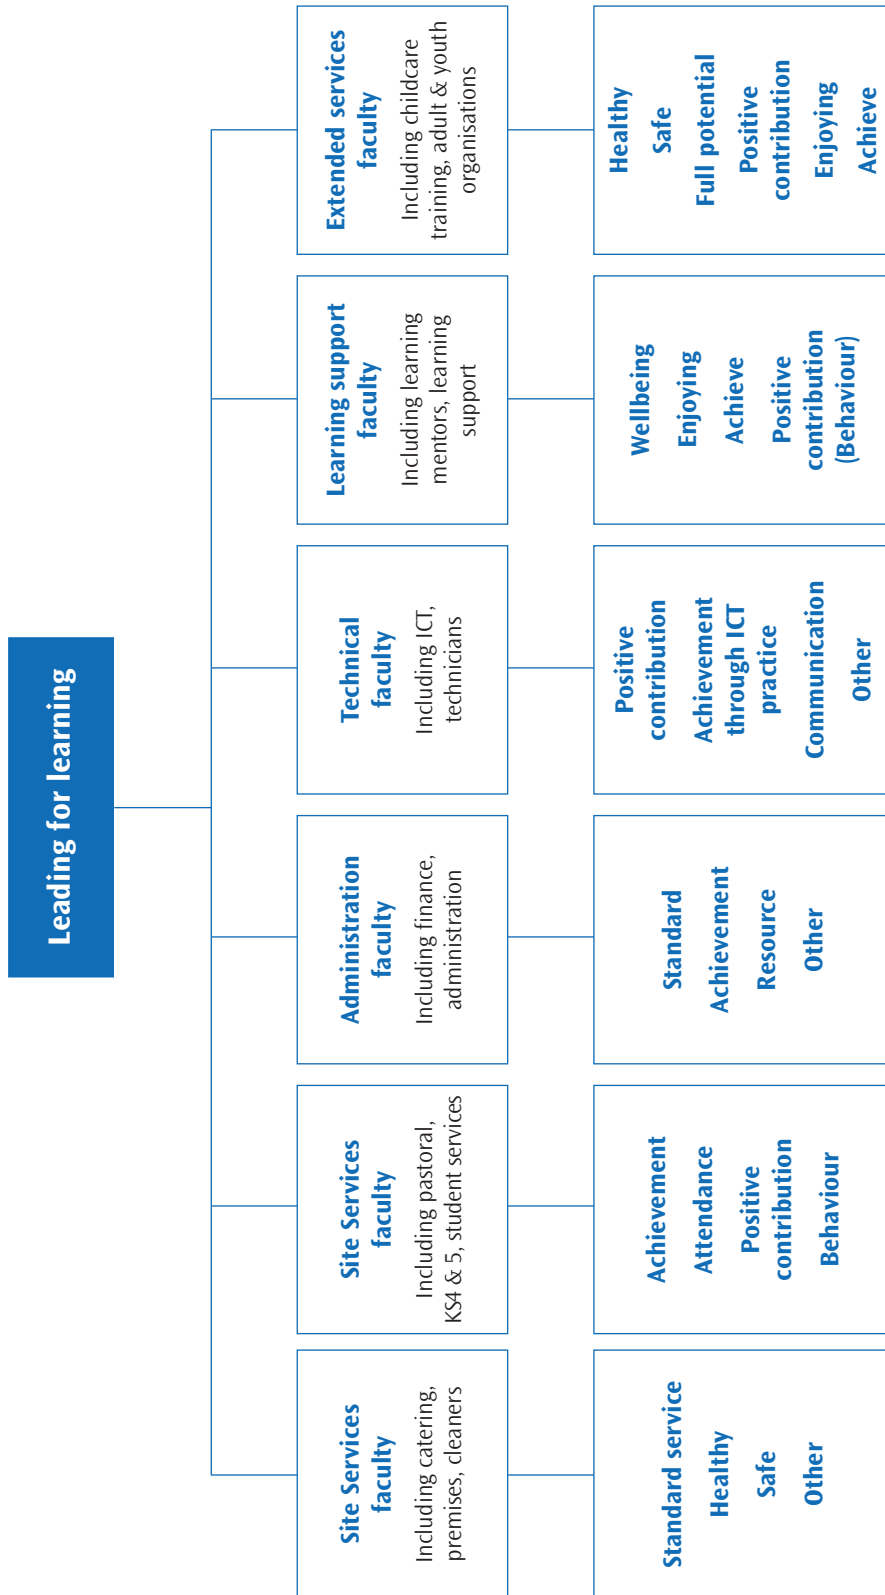 Leading for learning
Site Services
faculty
Including catering,
premises, cleaners
Site Services
faculty
Including pastoral,
KS4 & 5, student services
Administration
faculty
Including finance,
administration
Technical
faculty
Including ICT,
technicians
Learning support
faculty
Including learning
mentors, learning
support
Extended services
faculty
Including childcare
training, adult & youth
organisations
Standard service
Healthy
Safe
Other
Achievement
Attendance
Positive
contribution
Behaviour
Standard
Achievement
Resource
Other
Positive
contribution
Achievement
through ICT
practice
Communication
Other
Wellbeing
Enjoying
Achieve
Positive
contribution
(Behaviour)
Healthy
Safe
Full potential
Positive
contribution
Enjoying
Achieve